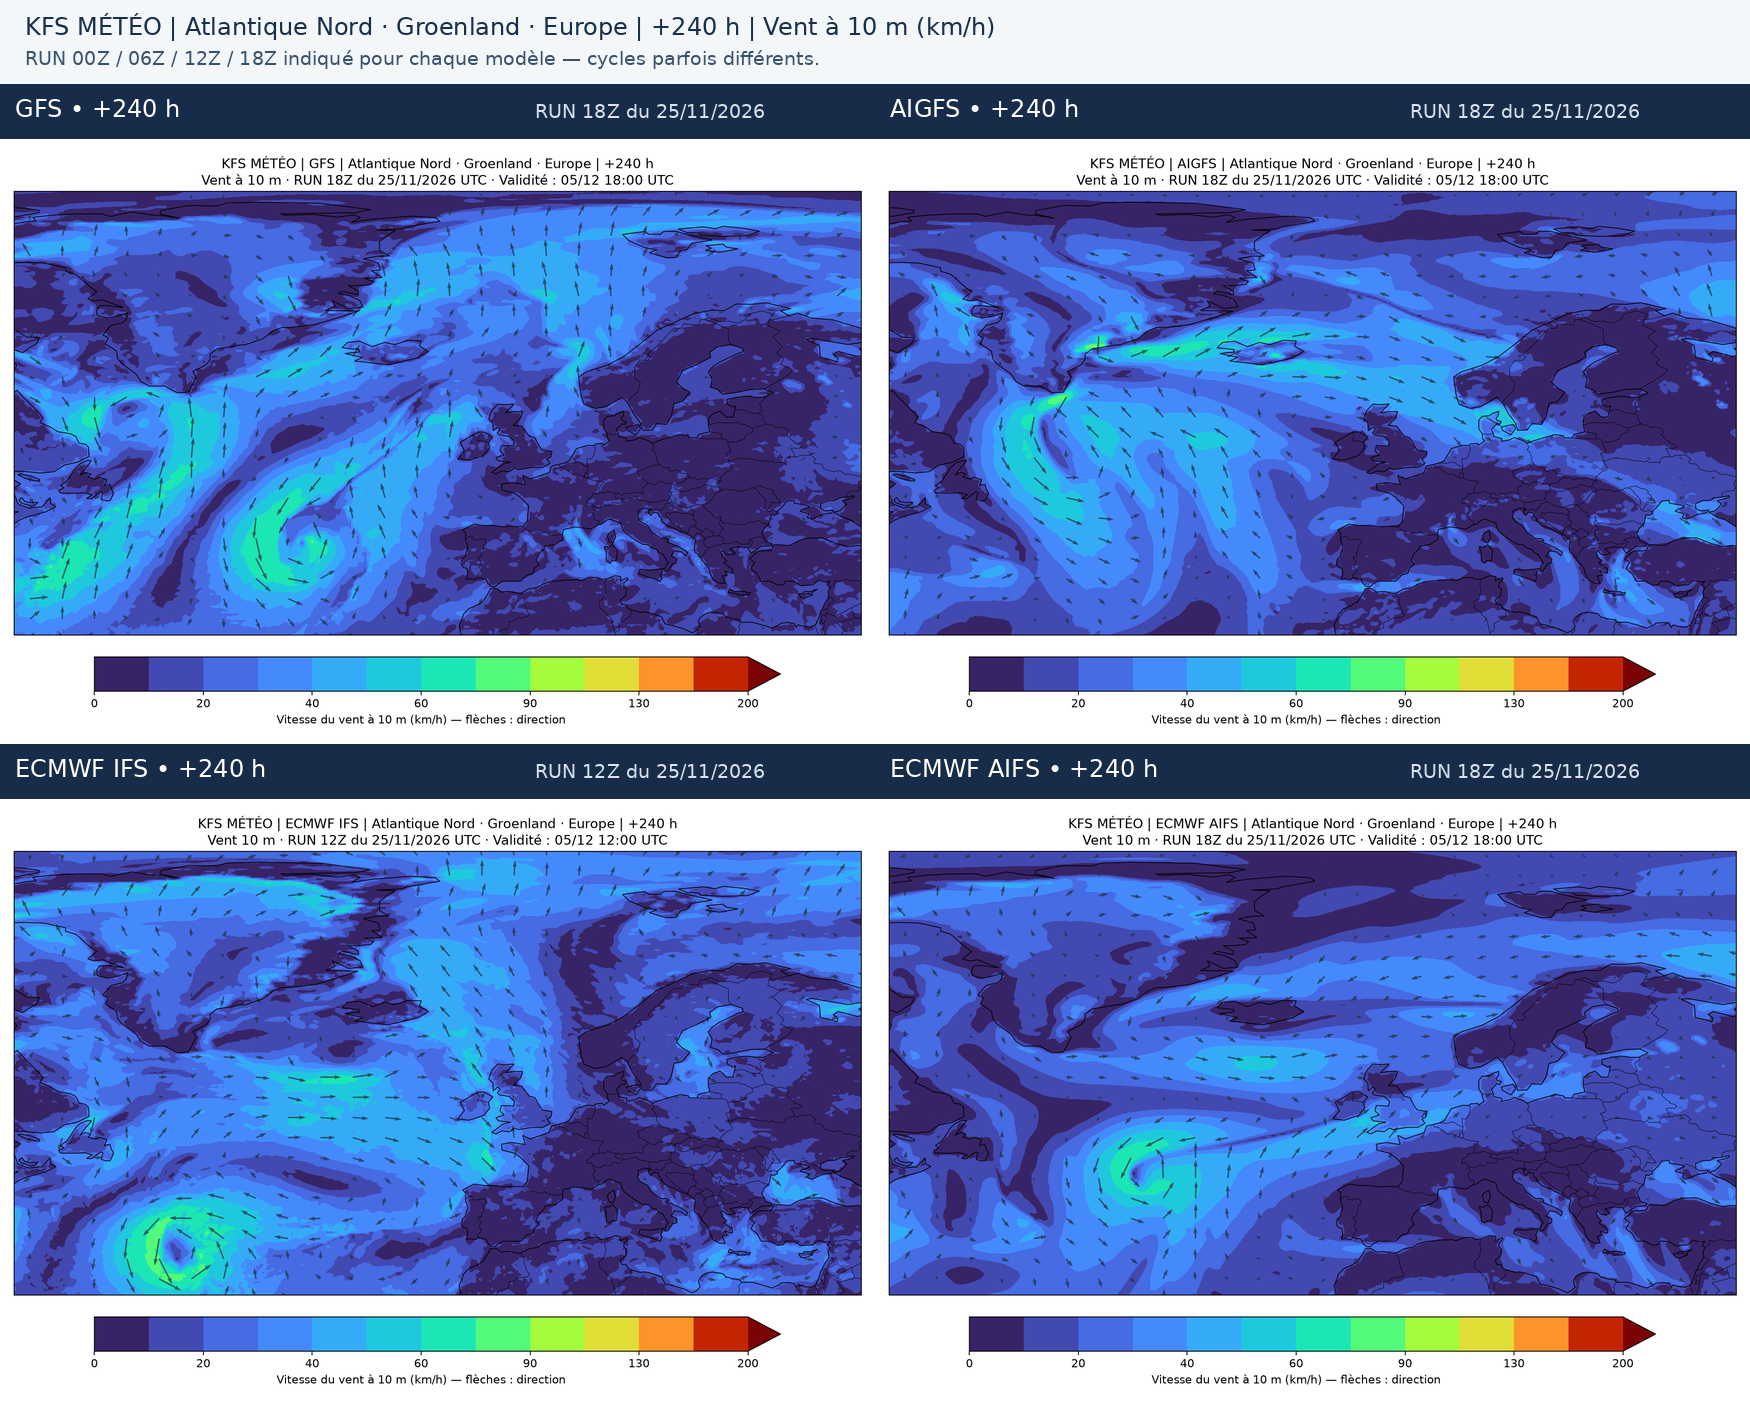 KFS MÉTÉO | Atlantique Nord · Groenland · Europe | +240 h | Vent à 10 m (km/h)
RUN 00Z / 06Z / 12Z / 18Z indiqué pour chaque modèle — cycles parfois différents.
GFS • +240 h
RUN 18Z du 25/11/2026
KFS MÉTÉO | GFS | Atlantique Nord · Groenland · Europe | +240 h
Vent à 10 m · RUN 18Z du 25/11/2026 UTC · Validité : 05/12 18:00 UTC
0 20 40 60 90 130 200
Vitesse du vent à 10 m (km/h) — flèches : direction
AIGFS • +240 h
RUN 18Z du 25/11/2026
KFS MÉTÉO | AIGFS | Atlantique Nord · Groenland · Europe | +240 h
Vent à 10 m · RUN 18Z du 25/11/2026 UTC · Validité : 05/12 18:00 UTC
0 20 40 60 90 130 200
Vitesse du vent à 10 m (km/h) — flèches : direction
ECMWF IFS • +240 h
RUN 12Z du 25/11/2026
KFS MÉTÉO | ECMWF IFS | Atlantique Nord · Groenland · Europe | +240 h
Vent 10 m · RUN 12Z du 25/11/2026 UTC · Validité : 05/12 12:00 UTC
0 20 40 60 90 130 200
Vitesse du vent à 10 m (km/h) — flèches : direction
ECMWF AIFS • +240 h
RUN 18Z du 25/11/2026
KFS MÉTÉO | ECMWF AIFS | Atlantique Nord · Groenland · Europe | +240 h
Vent 10 m · RUN 18Z du 25/11/2026 UTC · Validité : 05/12 18:00 UTC
0 20 40 60 90 130 200
Vitesse du vent à 10 m (km/h) — flèches : direction